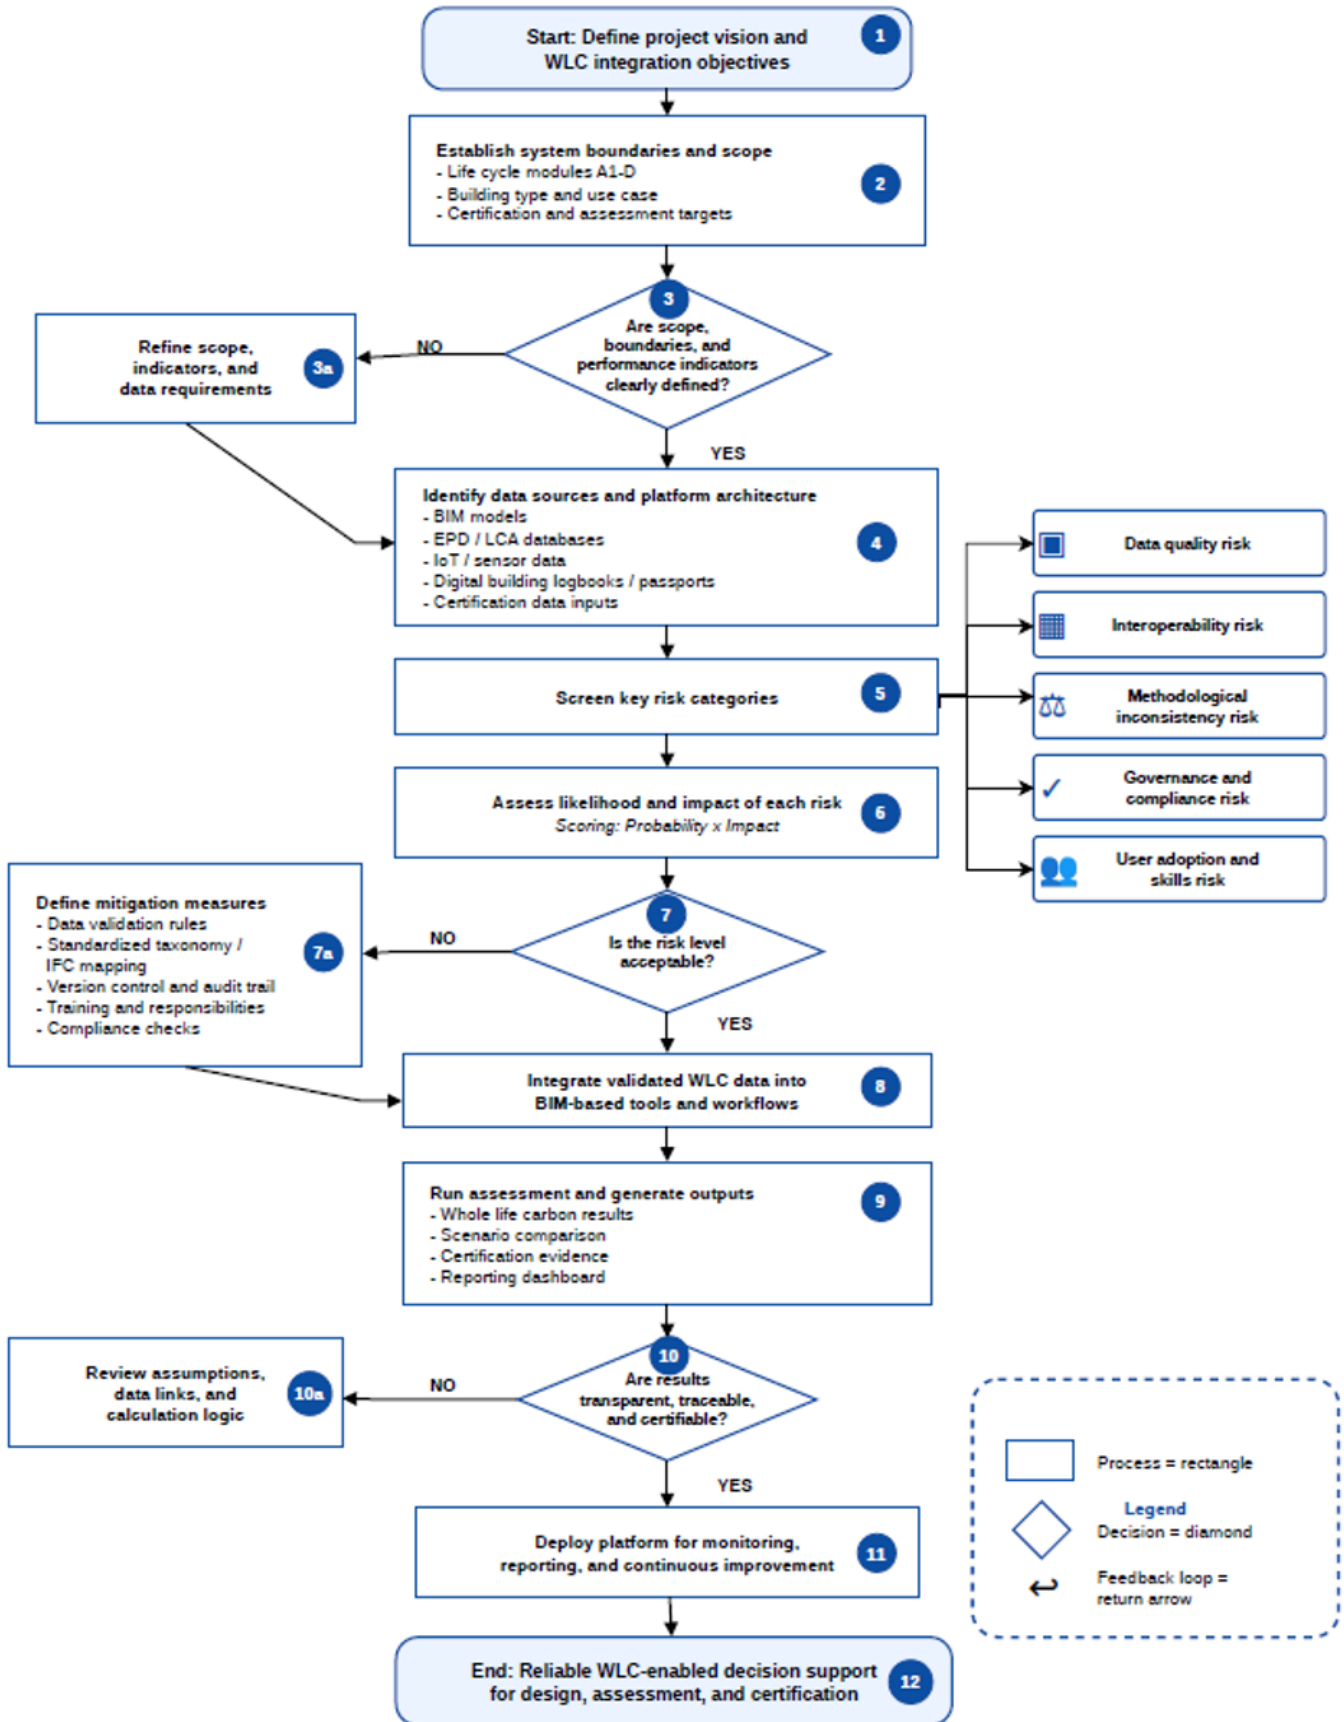 Start: Define project vision and
WLC integration objectives
1
Establish system boundaries and scope
- Life cycle modules A1-D
- Building type and use case
- Certification and assessment targets
2
3
Are scope,
boundaries, and
performance indicators
clearly defined?
NO
Refine scope,
indicators, and
data requirements
3a
YES
Identify data sources and platform architecture
- BIM models
- EPD / LCA databases
- IoT / sensor data
- Digital building logbooks / passports
- Certification data inputs
4
Screen key risk categories
5
Data quality risk
Interoperability risk
Methodological
inconsistency risk
Governance and
compliance risk
User adoption and
skills risk
Assess likelihood and impact of each risk
Scoring: Probability x Impact
6
7
Is the risk level
acceptable?
NO
Define mitigation measures
- Data validation rules
- Standardized taxonomy /
IFC mapping
- Version control and audit trail
- Training and responsibilities
- Compliance checks
7a
YES
Integrate validated WLC data into
BIM-based tools and workflows
8
Run assessment and generate outputs
- Whole life carbon results
- Scenario comparison
- Certification evidence
- Reporting dashboard
9
10
Are results
transparent, traceable,
and certifiable?
NO
Review assumptions,
data links, and
calculation logic
10a
YES
Deploy platform for monitoring,
reporting, and continuous improvement
11
End: Reliable WLC-enabled decision support
for design, assessment, and certification
12
Process = rectangle
Legend
Decision = diamond
Feedback loop =
return arrow